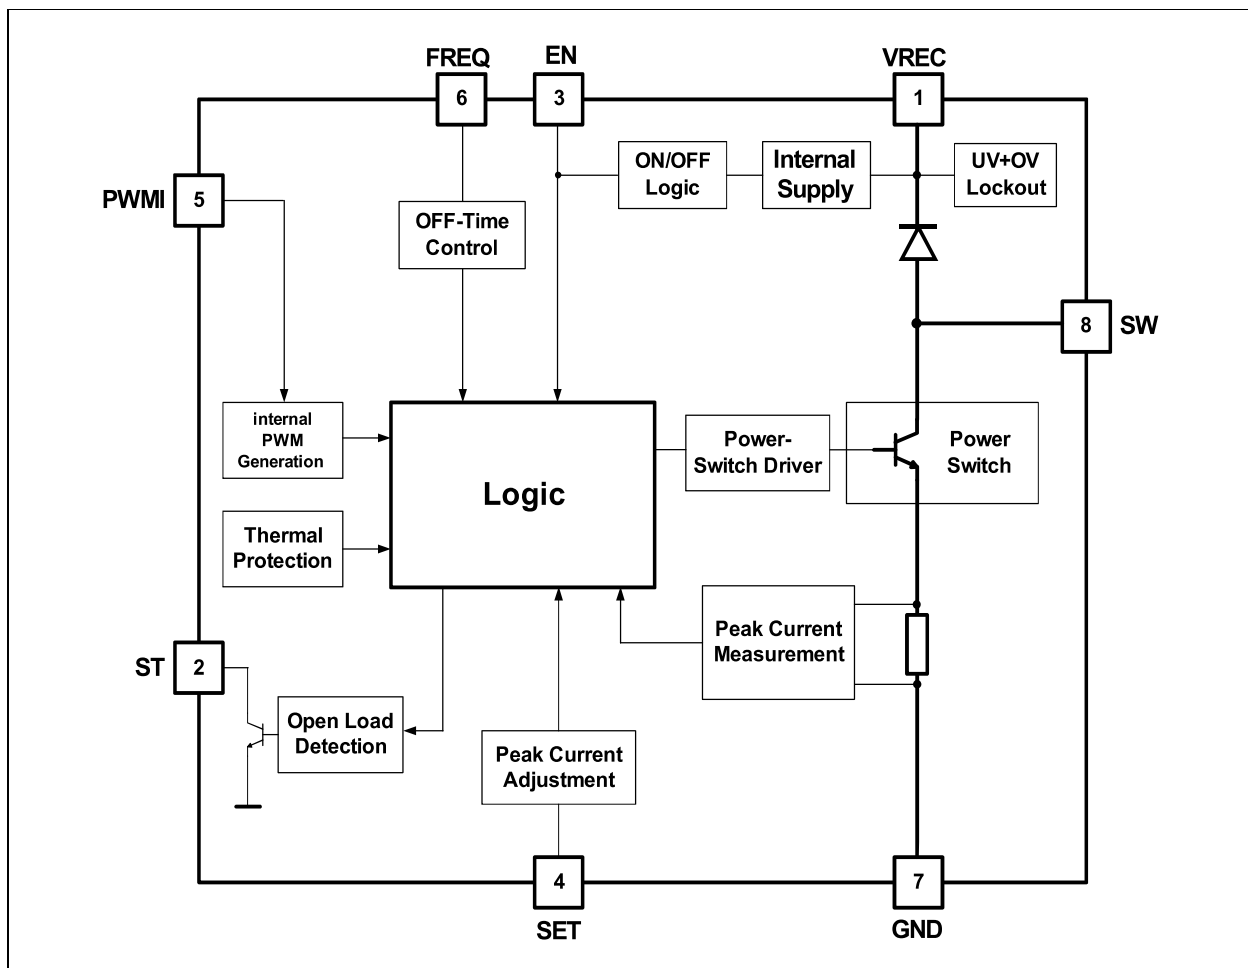 FREQ
EN
VREC
6
3
1
ON/OFF
Logic
Internal
Supply
UV+OV
Lockout
PWMI
5
OFF-Time
Control
8
SW
internal
PWM
Generation
Logic
Power-
Switch Driver
Power
Switch
Thermal
Protection
Peak Current
Measurement
ST
2
Open Load
Detection
Peak Current
Adjustment
4
7
SET
GND